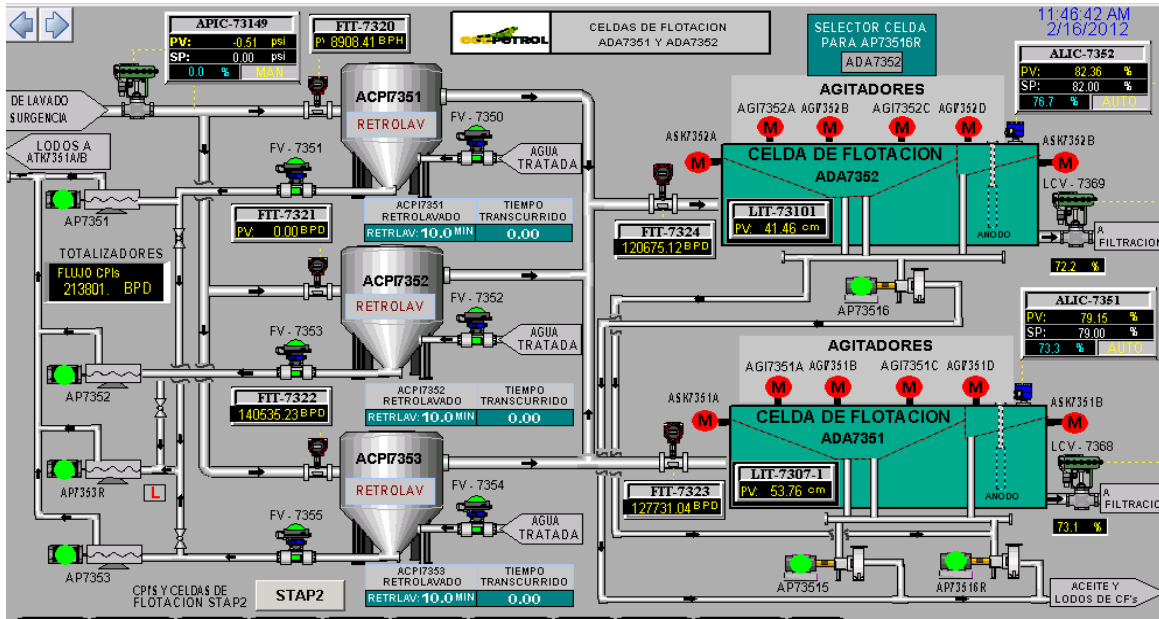 APIC-73149
PV: -0.51 psi
SP: 0.00 psi
0.0 % MAN
FIT-7320
PV 8908.41 BPH
ECOPETROL
CELDAS DE FLOTACION
ADA7351 Y ADA7352
SELECTOR CELDA
PARA AP73516R
ADA7352
11:46:42 AM
2/16/2012
ALIC-7352
PV: 82.36 %
SP: 82.00 %
76.7 % AUTO
DE LAVADO
SURGENCIA
LODOS A
ATK7351A/B
ACPI7351
RETROLAV
FV - 7350
AGUA
TRATADA
FV - 7351
AP7351
ACPI7351
RETROLAVADO
TIEMPO
TRANSCURRIDO
RETRLAV: 10.0 MIN
0.00
FIT-7321
PV: 0.00 BPD
TOTALIZADORES
FLUJO CPIs
213801. BPD
ACPI7352
RETROLAV
FV - 7352
AGUA
TRATADA
FV - 7353
AP7352
ACPI7352
RETROLAVADO
TIEMPO
TRANSCURRIDO
RETRLAV: 10.0 MIN
0.00
FIT-7322
140535.23 BPD
AP7353R
L
ACPI7353
RETROLAV
FV - 7354
AGUA
TRATADA
FV - 7355
AP7353
ACPI7353
RETROLAVADO
TIEMPO
TRANSCURRIDO
RETRLAV: 10.0 MIN
0.00
CPI'S Y CELDAS DE
FLOTACION STAP2
STAP2
AGITADORES
AGI7352A AGI7352B AGI7352C AGI7352D
M M M M
ASK7352A
M
ASK7352B
M
CELDA DE FLOTACION
ADA7352
LIT-73101
PV: 41.46 cm
ANODO
FIT-7324
120675.12 BPD
LCV - 7369
A
FILTRACION
72.2 %
AP73516
ALIC-7351
PV: 79.15 %
SP: 79.00 %
73.3 % AUTO
AGITADORES
AGI7351A AGI7351B AGI7351C AGI7351D
M M M M
ASK7351A
M
ASK7351B
M
CELDA DE FLOTACION
ADA7351
LIT-7307-1
PV: 53.76 cm
ANODO
FIT-7323
127731.04 BPD
LCV - 7368
A
FILTRACIO
73.1 %
AP73515
AP73516R
ACEITE Y
LODOS DE CF's